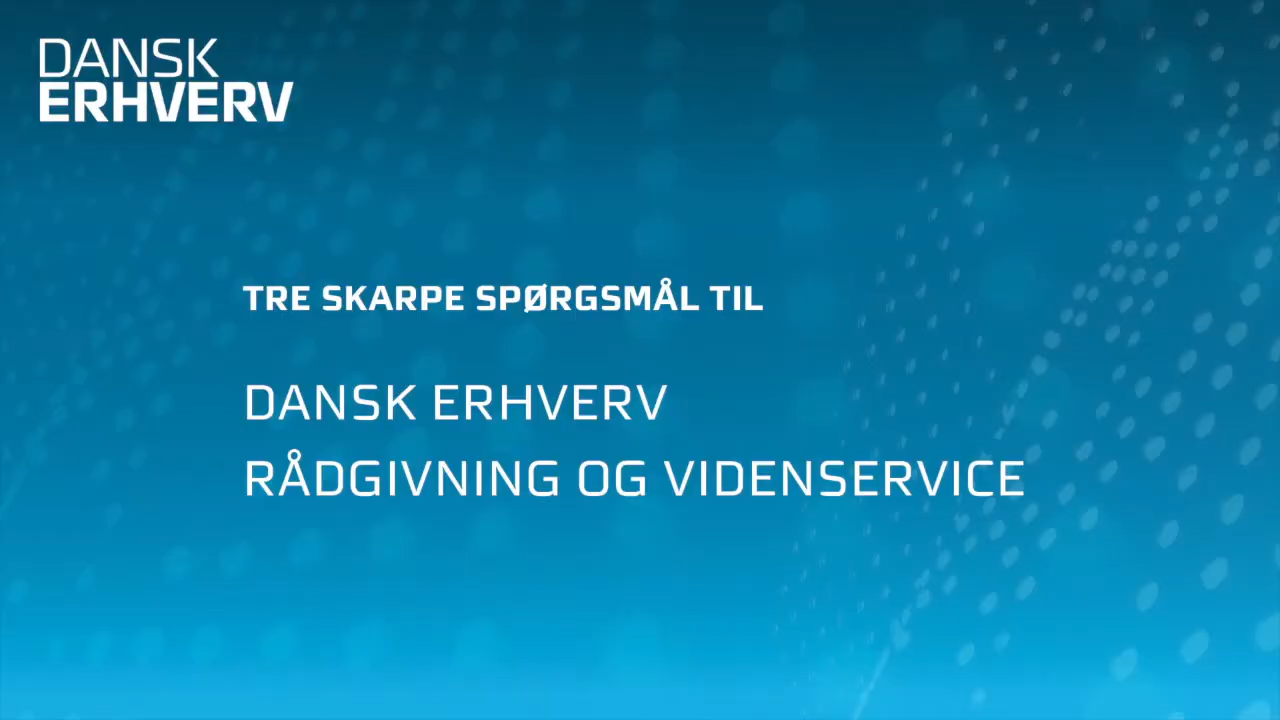 DANSK
ERHVERV
TRE SKARPE SPØRGSMÅL TIL
DANSK ERHVERV
RÅDGIVNING OG VIDENSERVICE